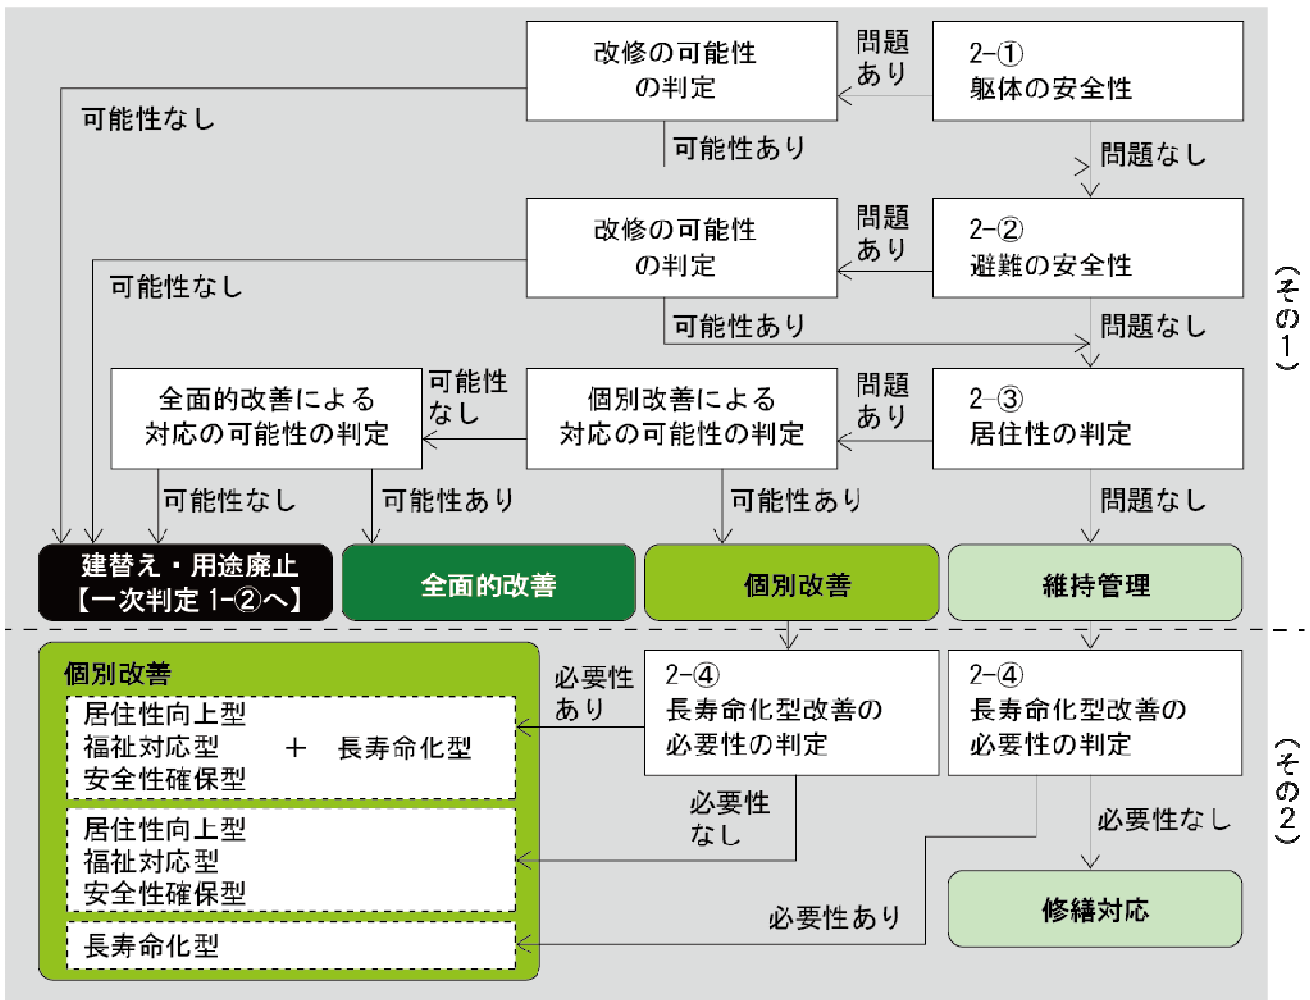 改修の可能性
の判定
問題
あり
2-①
躯体の安全性
可能性なし
可能性あり
問題なし
改修の可能性
の判定
問題
あり
2-②
避難の安全性
可能性なし
可能性あり
問題なし
全面的改善による
対応の可能性の判定
可能性
なし
個別改善による
対応の可能性の判定
問題
あり
2-③
居住性の判定
可能性なし
可能性あり
可能性あり
問題なし
建替え・用途廃止
【一次判定 1-②へ】
全面的改善
個別改善
維持管理
(その1)
個別改善
居住性向上型
福祉対応型 + 長寿命化型
安全性確保型
必要性
あり
2-④
長寿命化型改善の
必要性の判定
2-④
長寿命化型改善の
必要性の判定
居住性向上型
福祉対応型
安全性確保型
必要性
なし
必要性なし
長寿命化型
必要性あり
修繕対応
(その2)